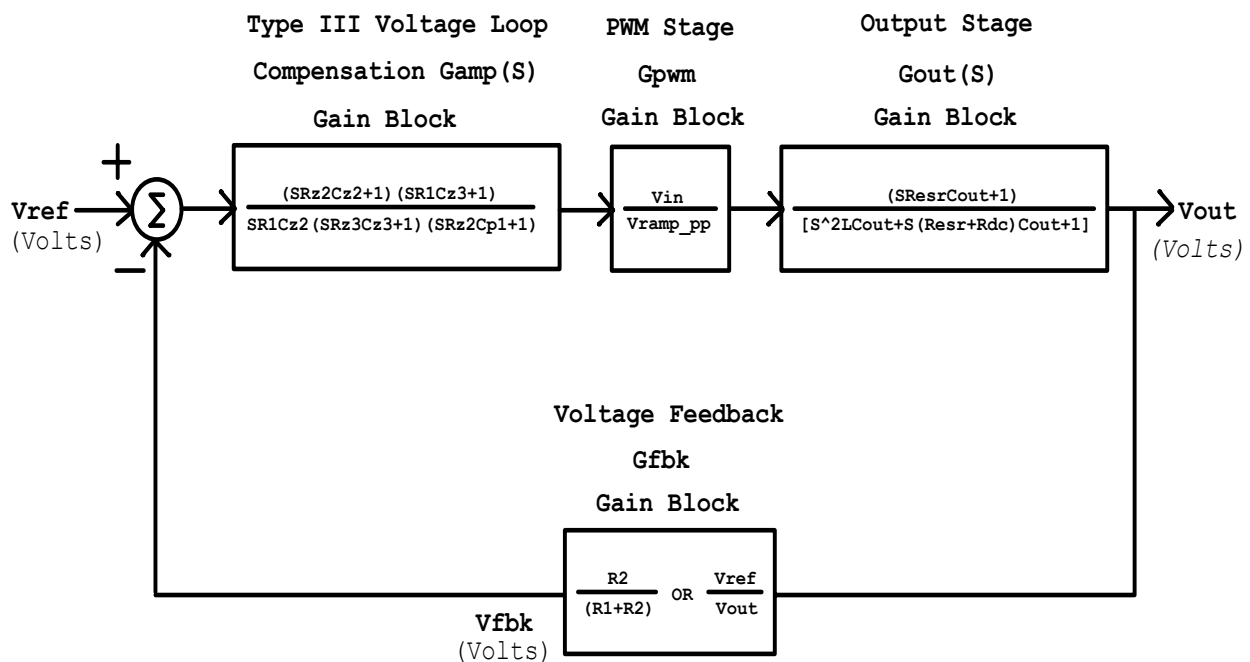 Type III Voltage Loop
Compensation Gamp(S)
Gain Block
PWM Stage
Gpwm
Gain Block
Output Stage
Gout(S)
Gain Block
+
Vref
(Volts)
Σ
−
(SRz2Cz2+1)(SR1Cz3+1)
SR1Cz2(SRz3Cz3+1)(SRz2Cp1+1)
Vin
Vramp_pp
(SResrCout+1)
[S^2LCout+S(Resr+Rdc)Cout+1]
Vout
(Volts)
Voltage Feedback
Gfbk
Gain Block
R2
(R1+R2)
OR
Vref
Vout
Vfbk
(Volts)